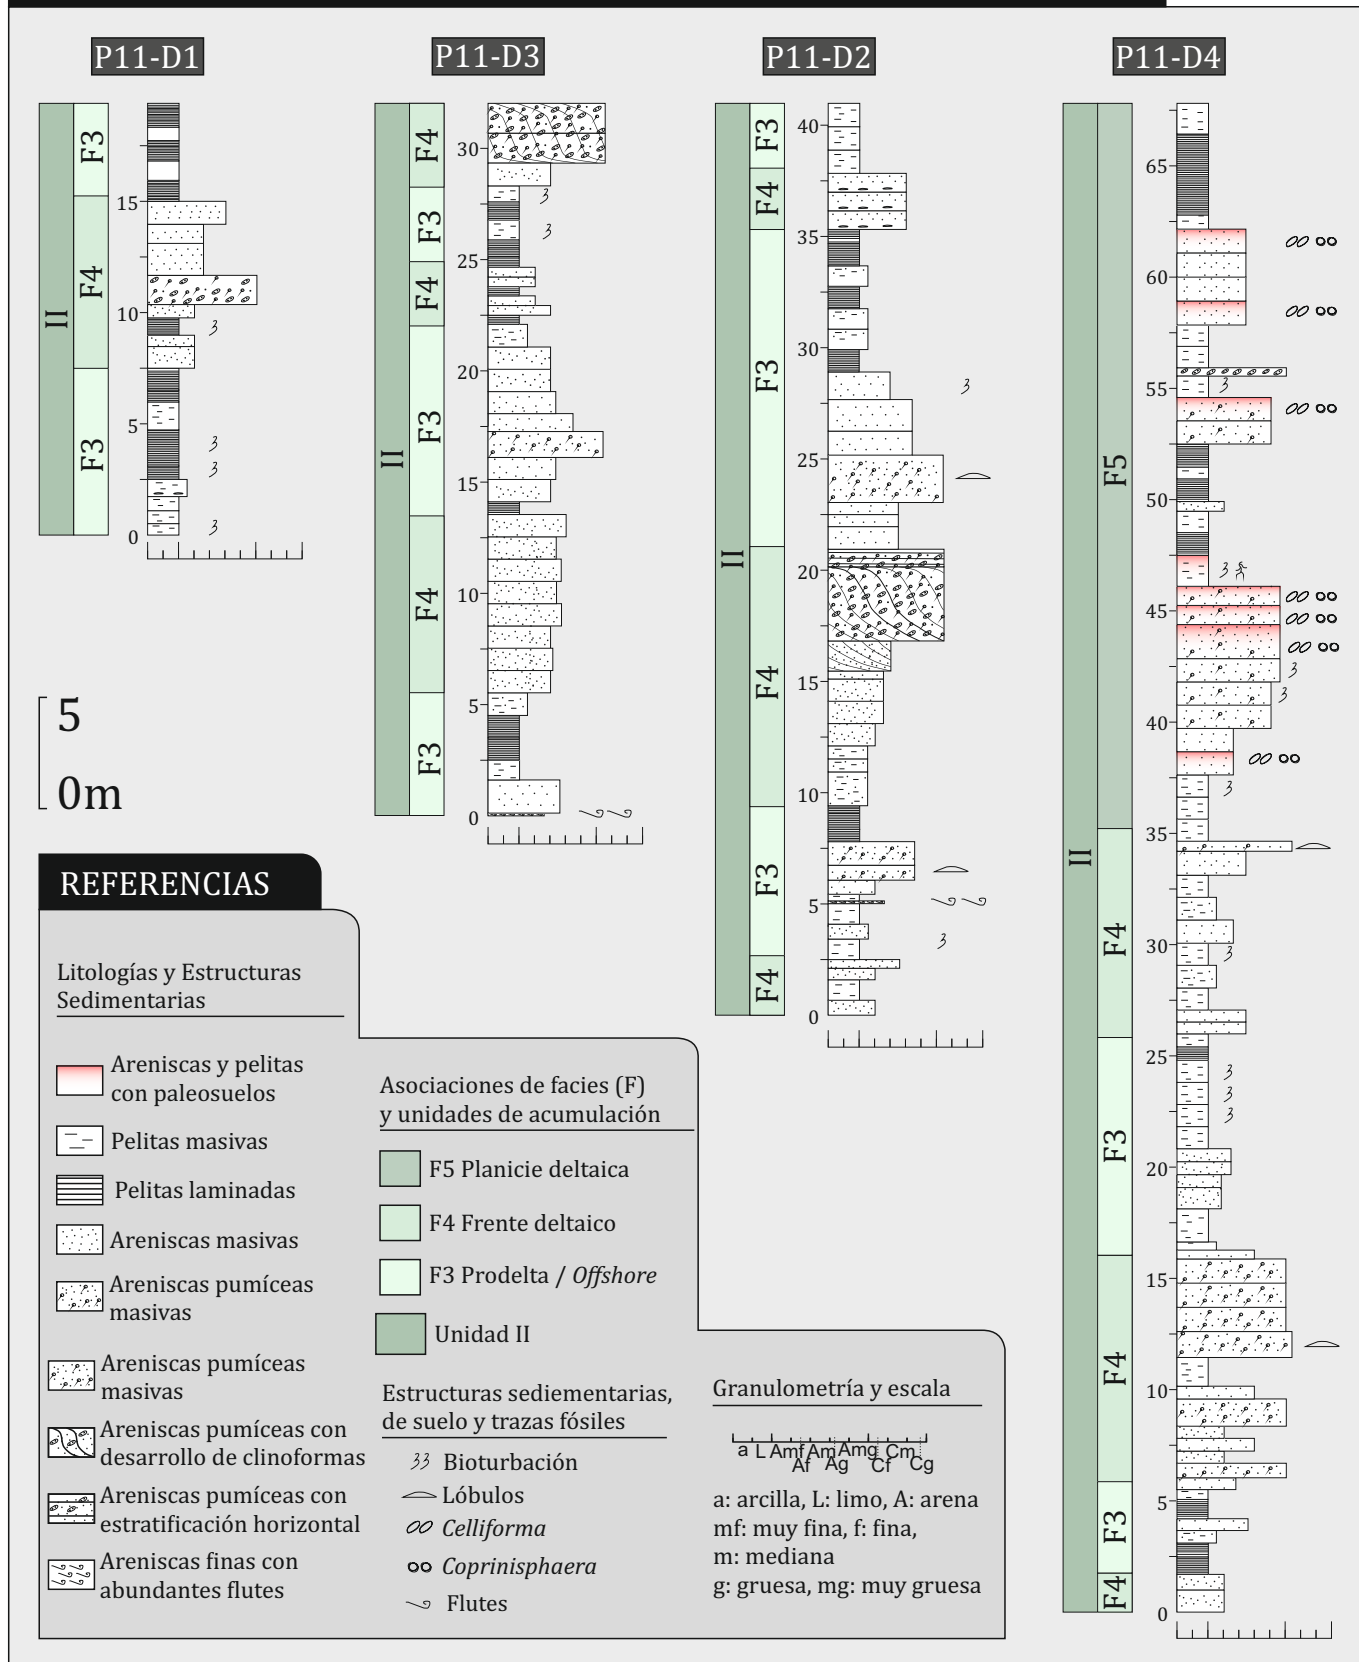 P11-D1
P11-D3
P11-D2
P11-D4
II
F3
F4
F3
15
10
5
0
II
F4
F3
F4
F3
F4
F3
30
25
20
15
10
5
0
II
F3
F4
F3
F4
F3
F4
40
35
30
25
20
15
10
5
0
II
F5
F4
F3
F4
F3
F4
65
60
55
50
45
40
35
30
25
20
15
10
5
0
5
0m
REFERENCIAS
Litologías y Estructuras
Sedimentarias
Areniscas y pelitas
con paleosuelos
Pelitas masivas
Pelitas laminadas
Areniscas masivas
Areniscas pumíceas
masivas
Areniscas pumíceas
masivas
Areniscas pumíceas con
desarrollo de clinoformas
Areniscas pumíceas con
estratificación horizontal
Areniscas finas con
abundantes flutes
Asociaciones de facies (F)
y unidades de acumulación
F5 Planicie deltaica
F4 Frente deltaico
F3 Prodelta / Offshore
Unidad II
Estructuras sediementarias,
de suelo y trazas fósiles
Bioturbación
Lóbulos
Celliforma
Coprinisphaera
Flutes
Granulometría y escala
a L Amf Am Amg Cm
Af Ag Cf Cg
a: arcilla, L: limo, A: arena
mf: muy fina, f: fina,
m: mediana
g: gruesa, mg: muy gruesa